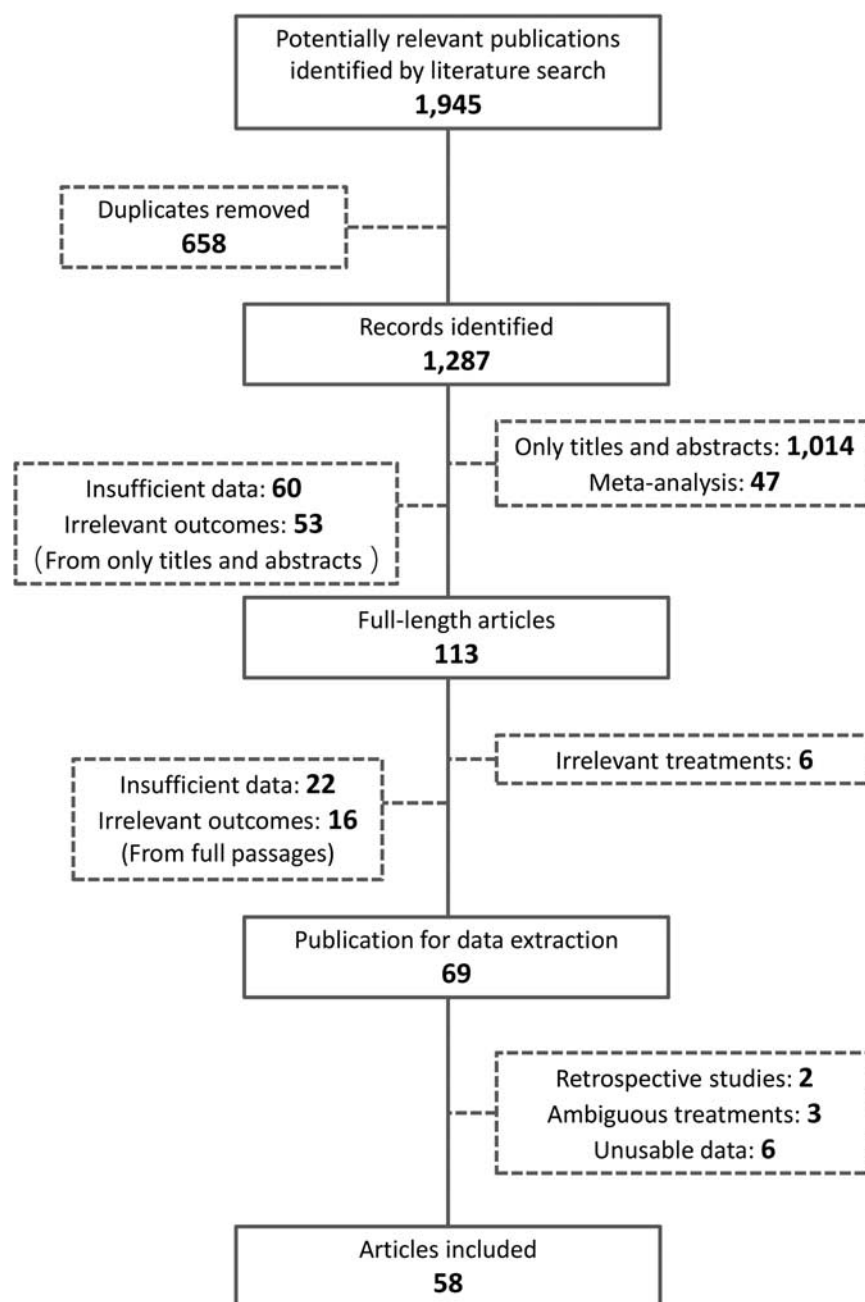 Potentially relevant publications
identified by literature search
1,945
Duplicates removed
658
Records identified
1,287
Only titles and abstracts: 1,014
Meta-analysis: 47
Insufficient data: 60
Irrelevant outcomes: 53
（From only titles and abstracts ）
Full-length articles
113
Irrelevant treatments: 6
Insufficient data: 22
Irrelevant outcomes: 16
(From full passages)
Publication for data extraction
69
Retrospective studies: 2
Ambiguous treatments: 3
Unusable data: 6
Articles included
58